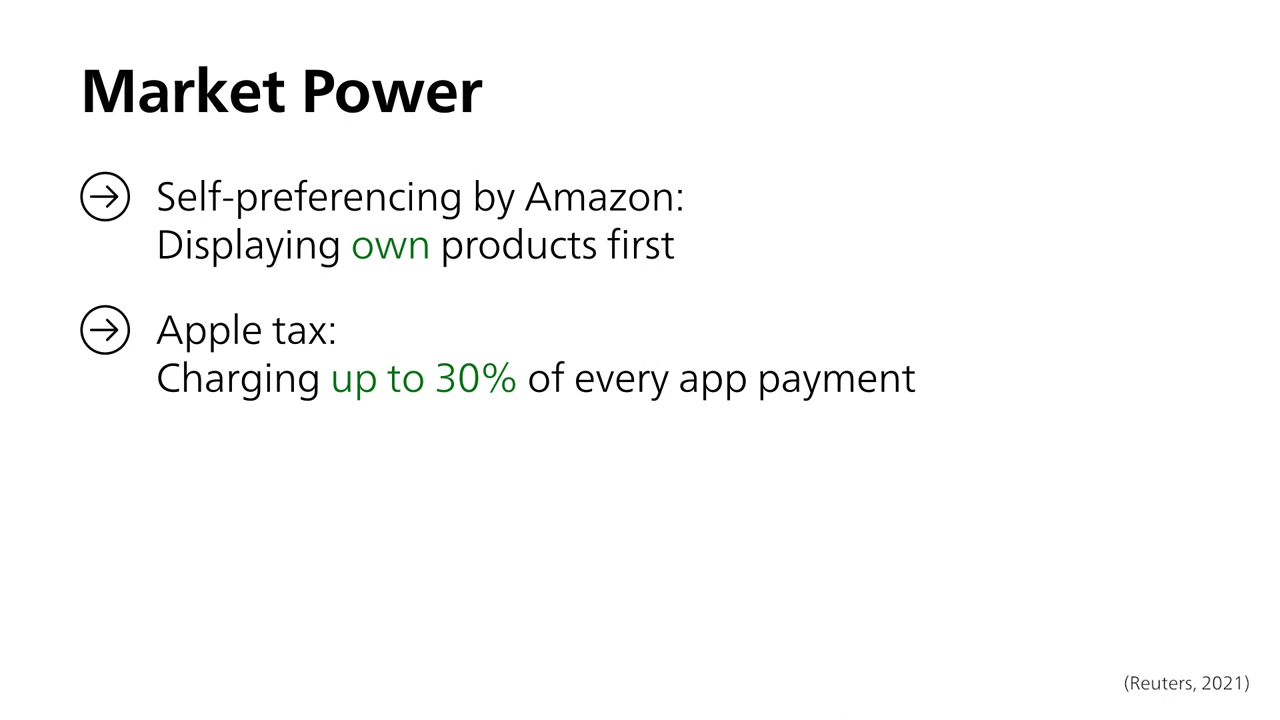 Market Power
Self-preferencing by Amazon:
Displaying own products first
Apple tax:
Charging up to 30% of every app payment
(Reuters, 2021)